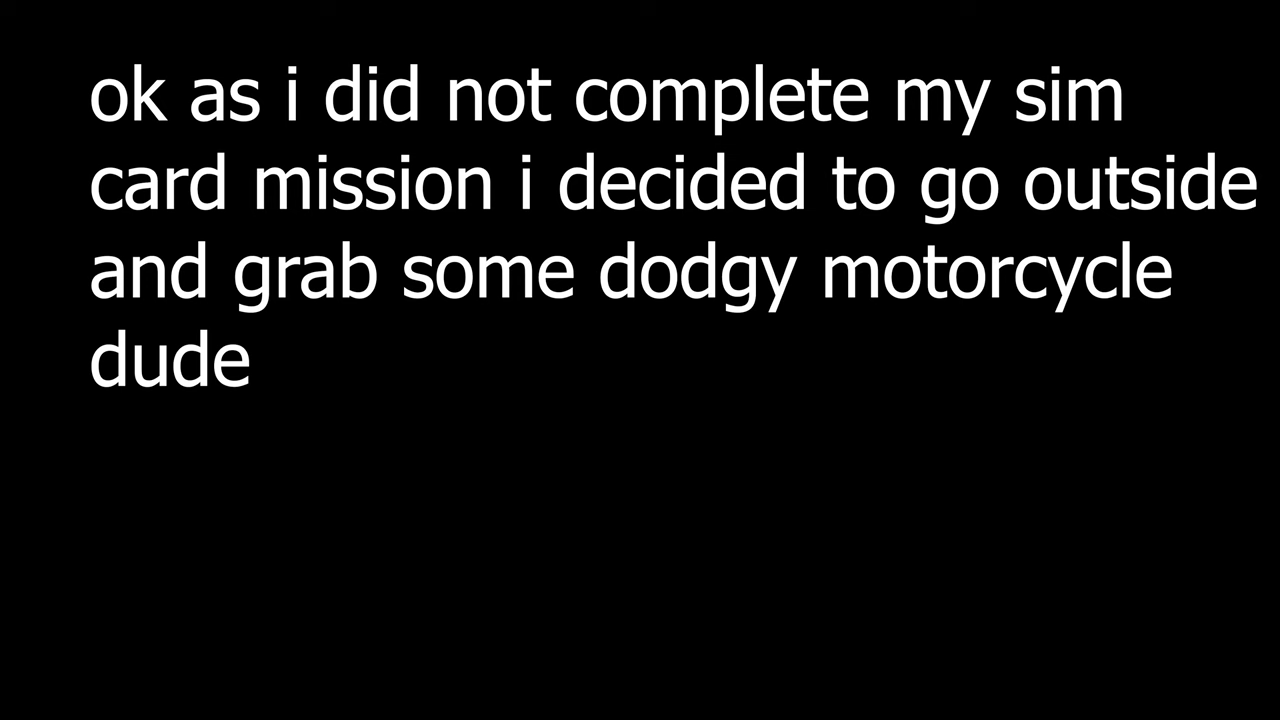 ok as i did not complete my sim
card mission i decided to go outside
and grab some dodgy motorcycle
dude